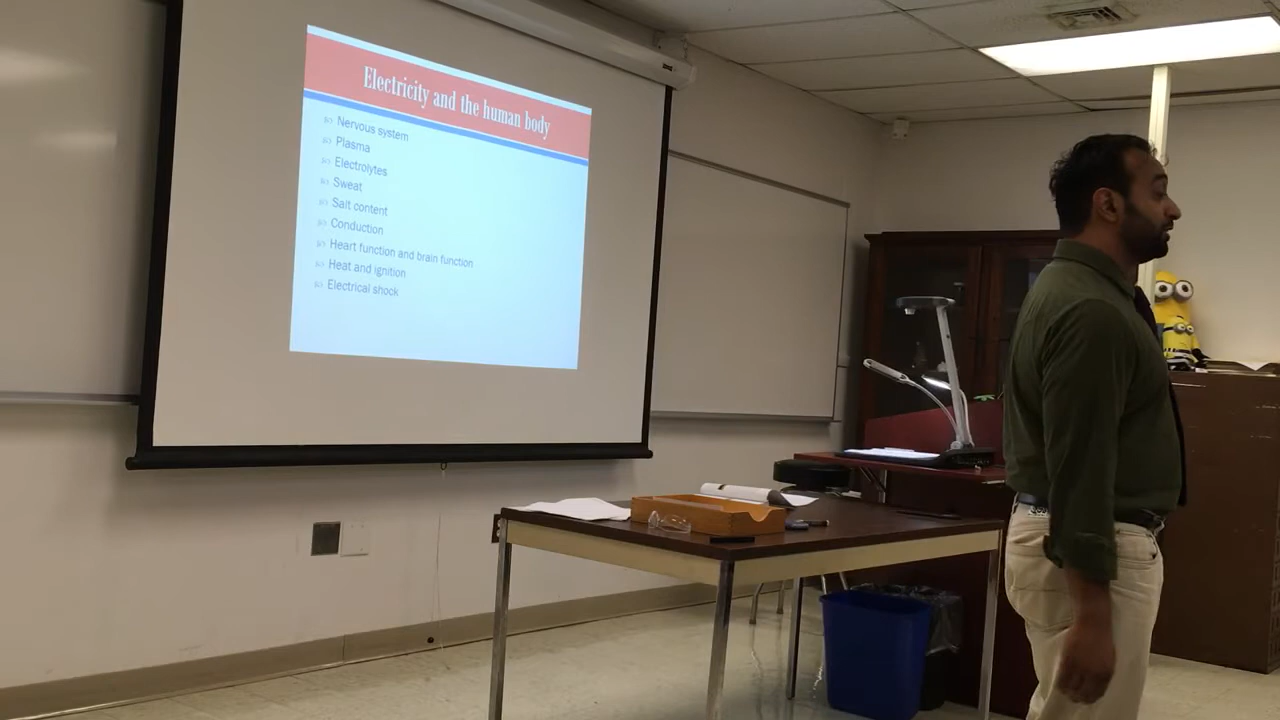 Electricity and the human body
Nervous system
Plasma
Electrolytes
Sweat
Salt content
Conduction
Heart function and brain function
Heat and ignition
Electrical shock